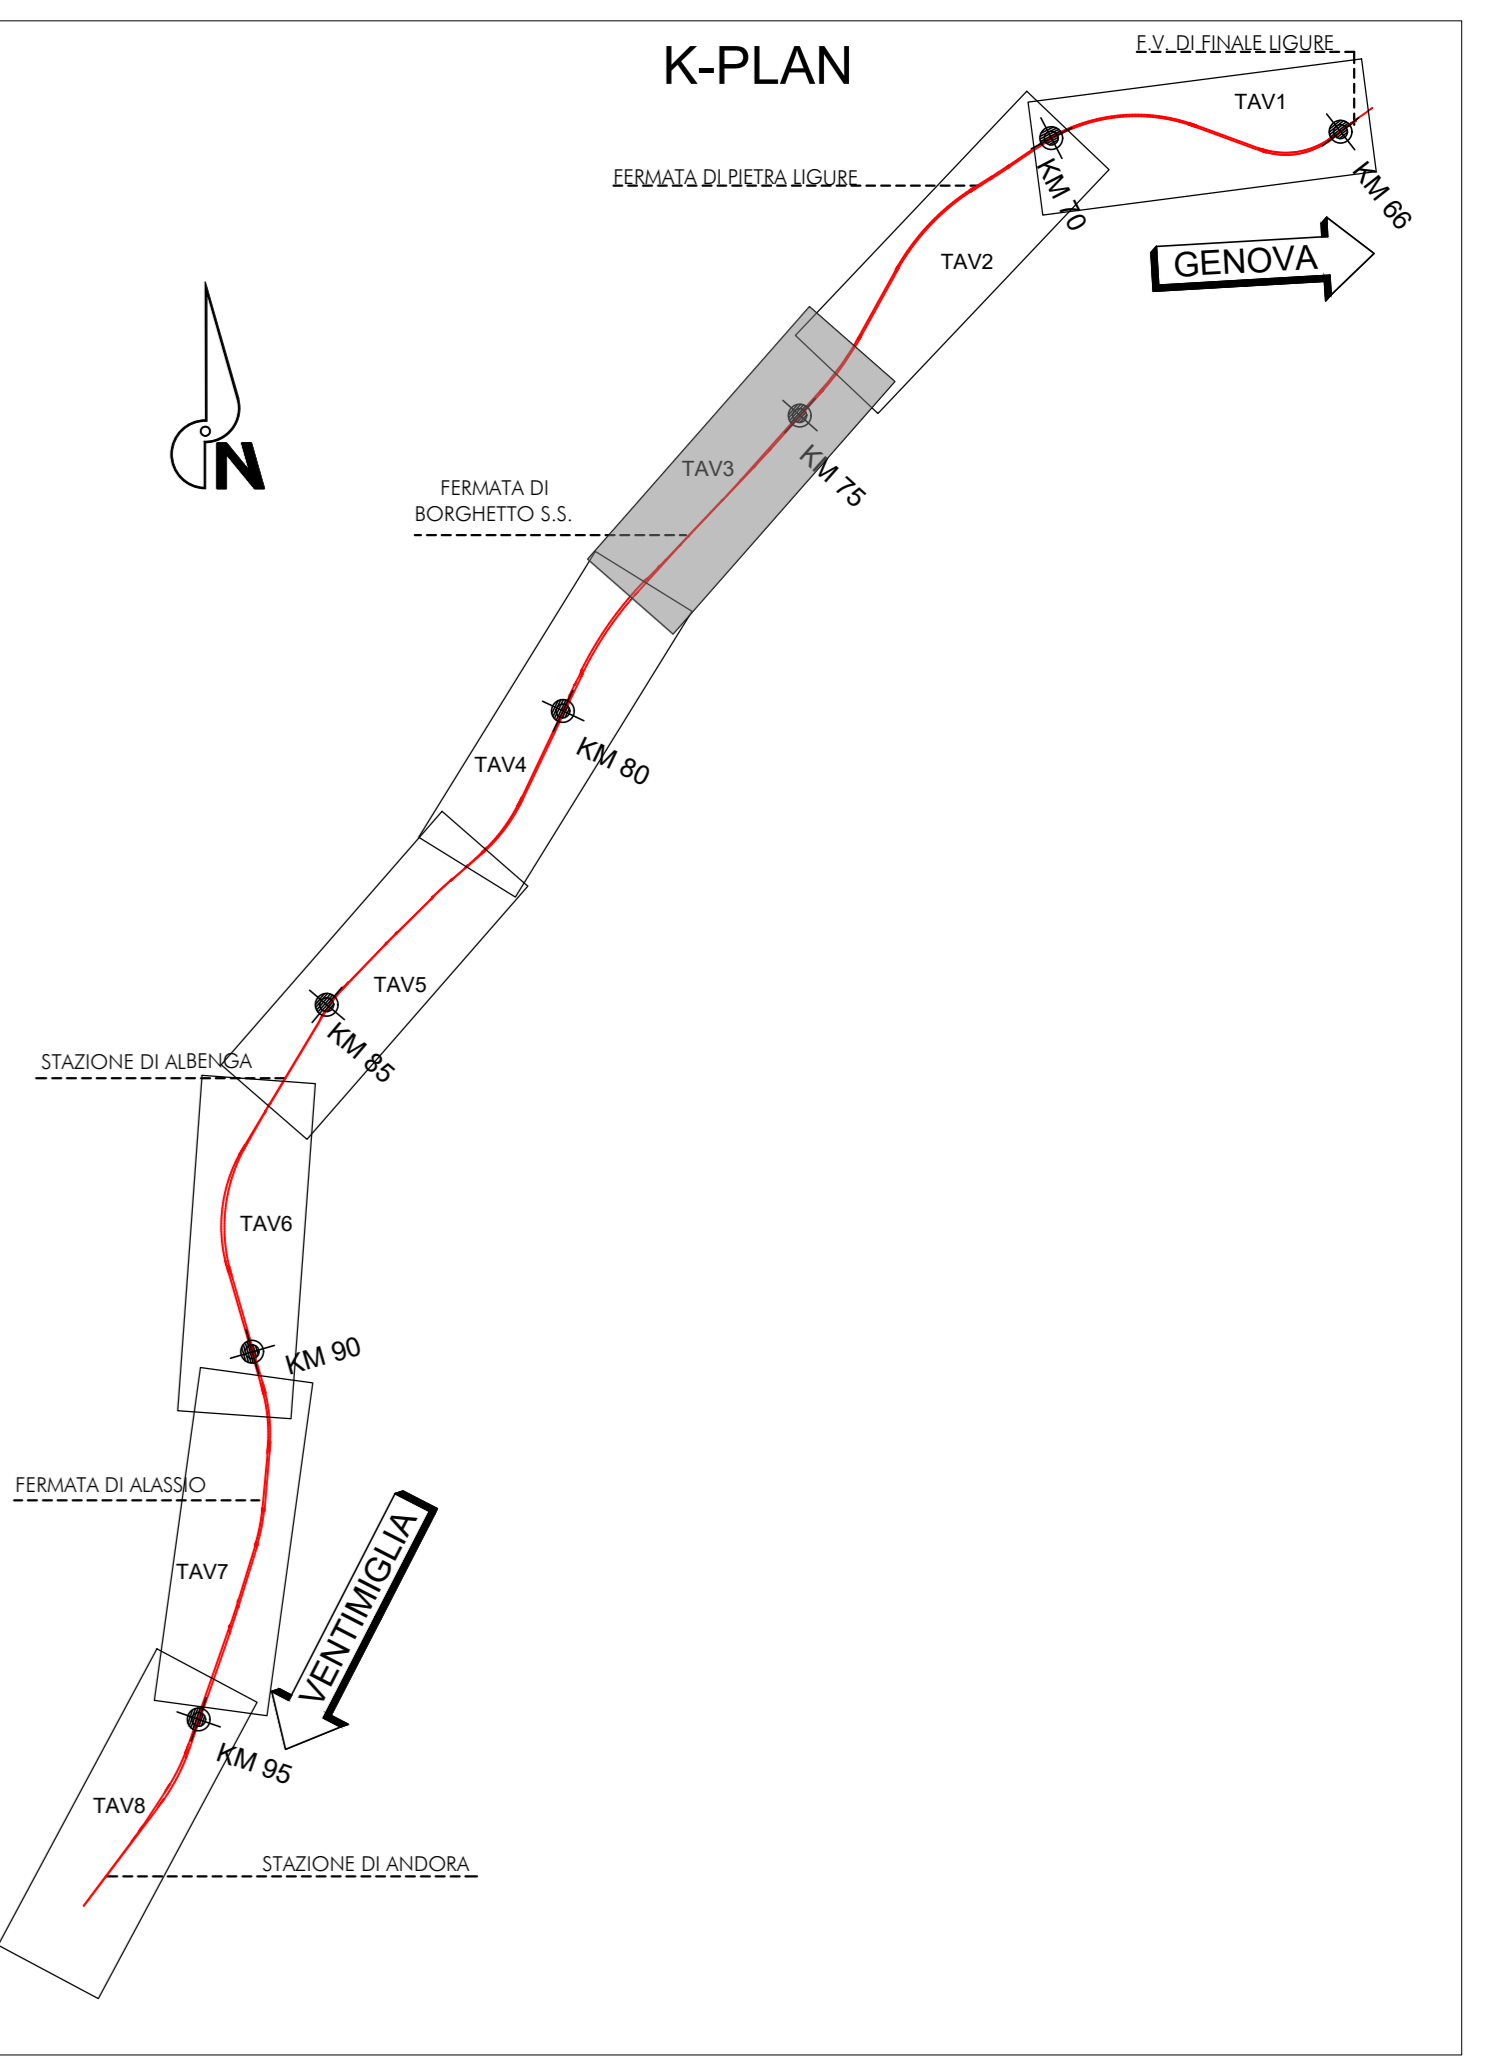 K-PLAN
F.V. DI FINALE LIGURE
TAV1
KM 66
KM 70
FERMATA DI PIETRA LIGURE
TAV2
GENOVA
N
TAV3
KM 75
FERMATA DI
BORGHETTO S.S.
KM 80
TAV4
TAV5
KM 85
STAZIONE DI ALBENGA
TAV6
KM 90
FERMATA DI ALASSIO
TAV7
VENTIMIGLIA
KM 95
TAV8
STAZIONE DI ANDORA